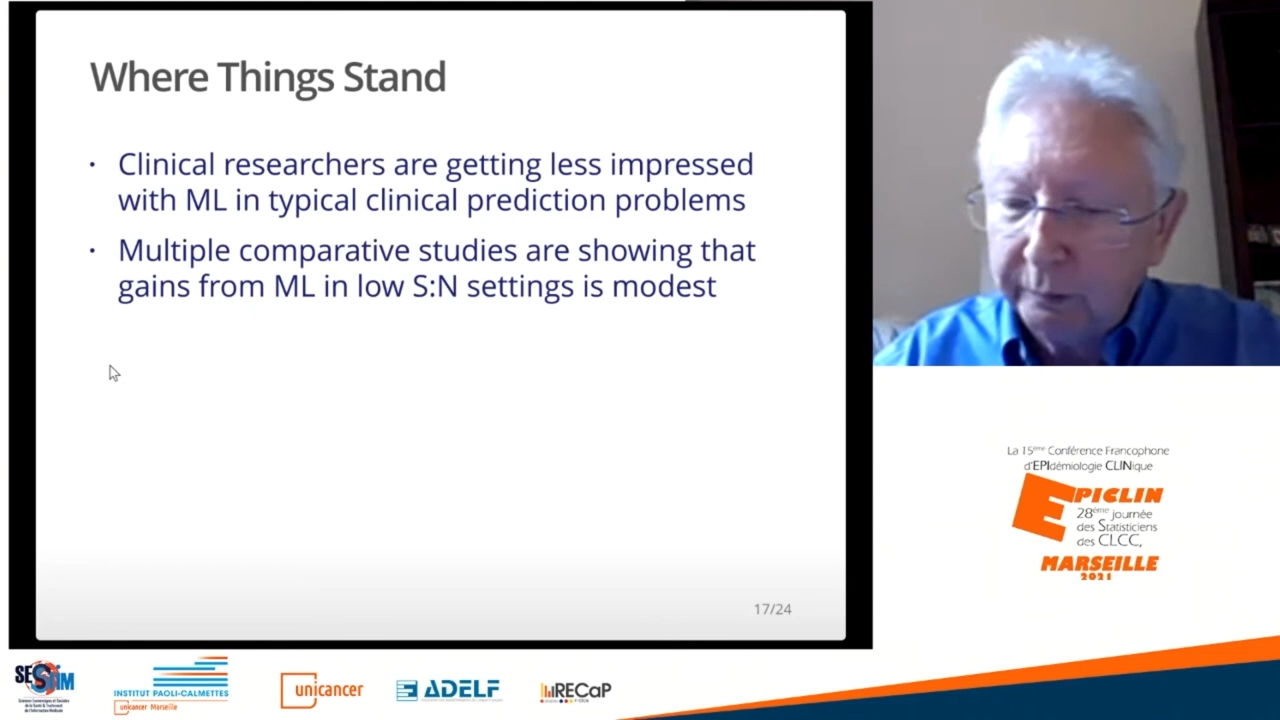 Where Things Stand
Clinical researchers are getting less impressed
with ML in typical clinical prediction problems
Multiple comparative studies are showing that
gains from ML in low S:N settings is modest
17/24
La 15ème Conférence Francophone
d'EPIdémiologie CLINique
EPICLIN
28ème journée
des Statisticiens
des CLCC,
MARSEILLE
2021
SESSTIM
INSTITUT PAOLI-CALMETTES
unicancer Marseille
unicancer
ADELF
RECaP